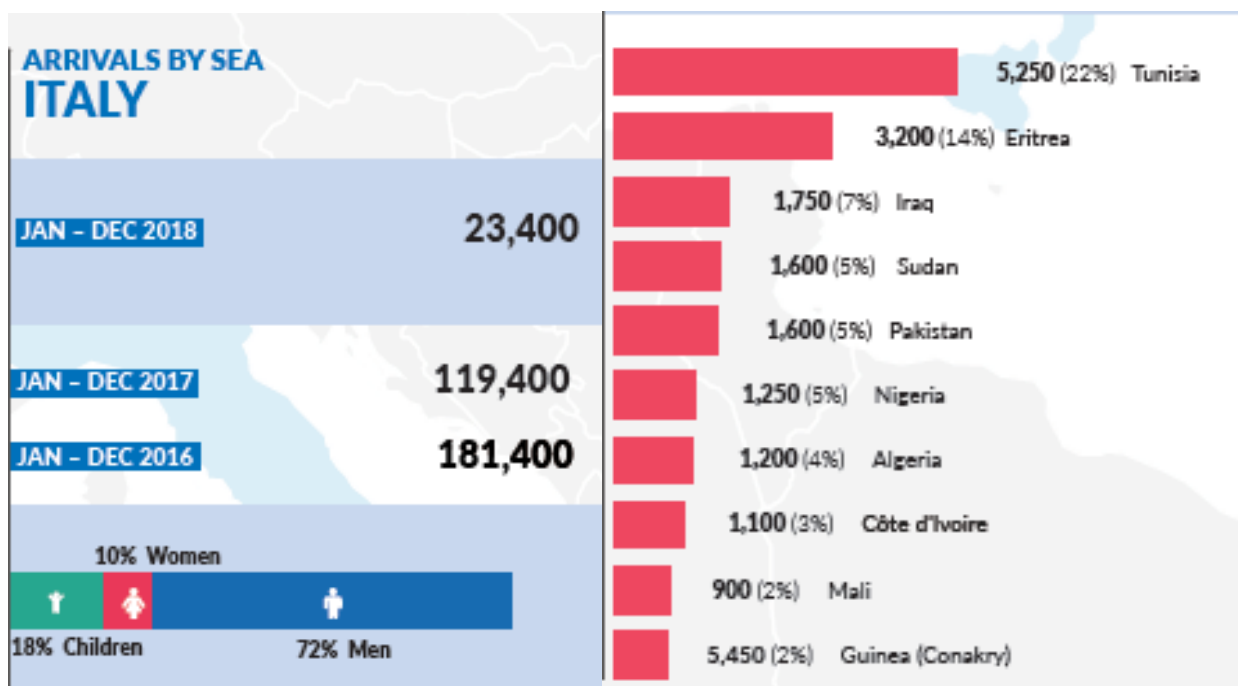 ARRIVALS BY SEA
ITALY
JAN – DEC 2018 23,400
JAN – DEC 2017 119,400
JAN – DEC 2016 181,400
10% Women
18% Children 72% Men
5,250 (22%) Tunisia
3,200 (14%) Eritrea
1,750 (7%) Iraq
1,600 (5%) Sudan
1,600 (5%) Pakistan
1,250 (5%) Nigeria
1,200 (4%) Algeria
1,100 (3%) Côte d'Ivoire
900 (2%) Mali
5,450 (2%) Guinea (Conakry)